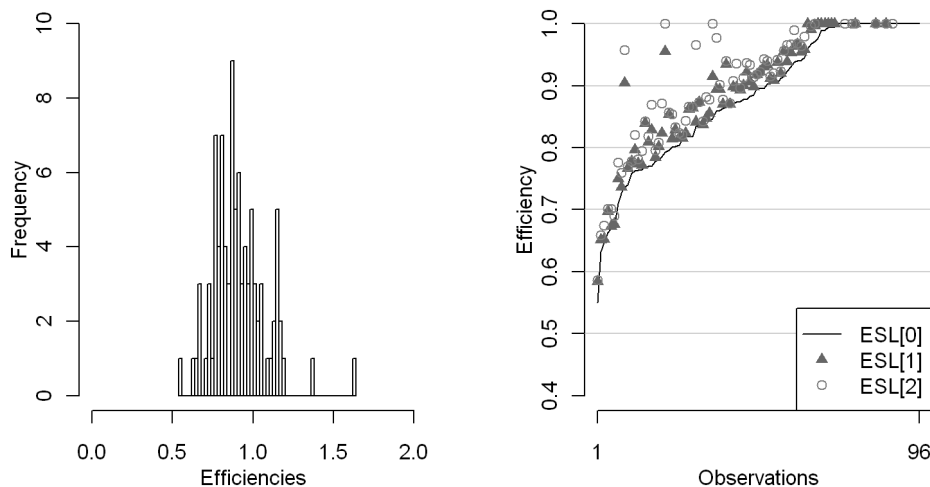 10
8
6
4
2
0
Frequency
0.0 0.5 1.0 1.5 2.0
Efficiencies
1.0
0.9
0.8
0.7
0.6
0.5
0.4
Efficiency
ESL[0]
ESL[1]
ESL[2]
1 96
Observations